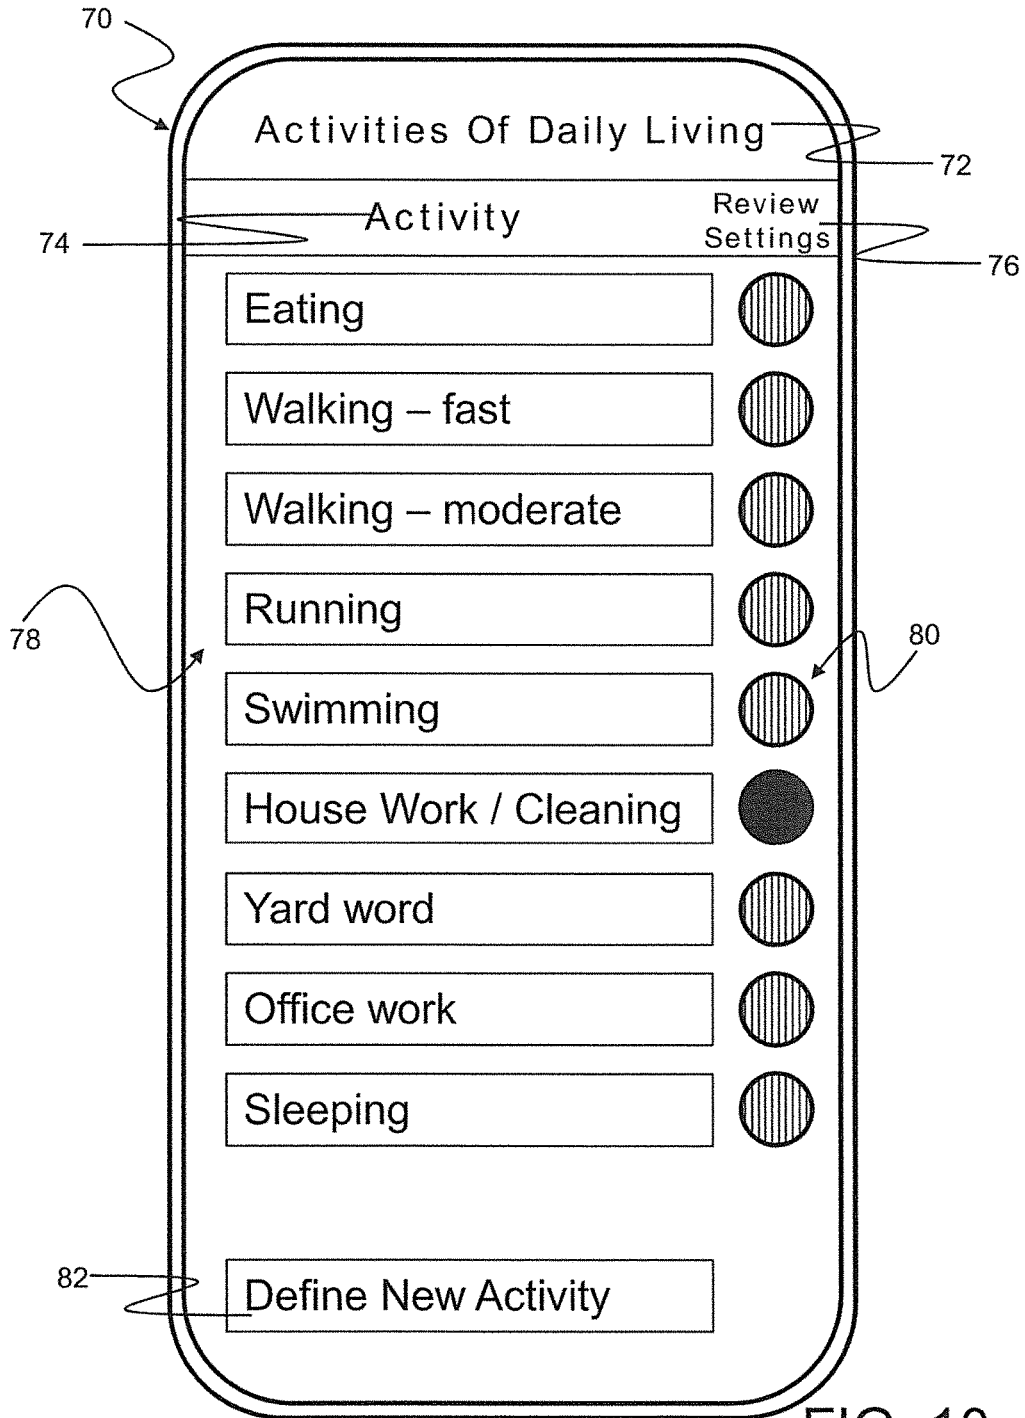 70
Activities Of Daily Living
72
Activity
Review
Settings
74
76
Eating
Walking – fast
Walking – moderate
Running
78
80
Swimming
House Work / Cleaning
Yard word
Office work
Sleeping
82
Define New Activity